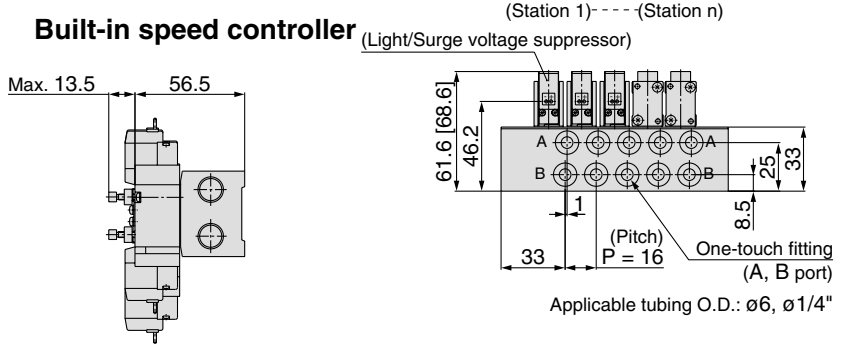 Built-in speed controller
Max. 13.5
56.5
(Station 1)-----(Station n)
(Light/Surge voltage suppressor)
61.6 [68.6]
46.2
A
A
B
B
25
33
8.5
1
33
(Pitch)
P = 16
One-touch fitting
(A, B port)
Applicable tubing O.D.: ø6, ø1/4"